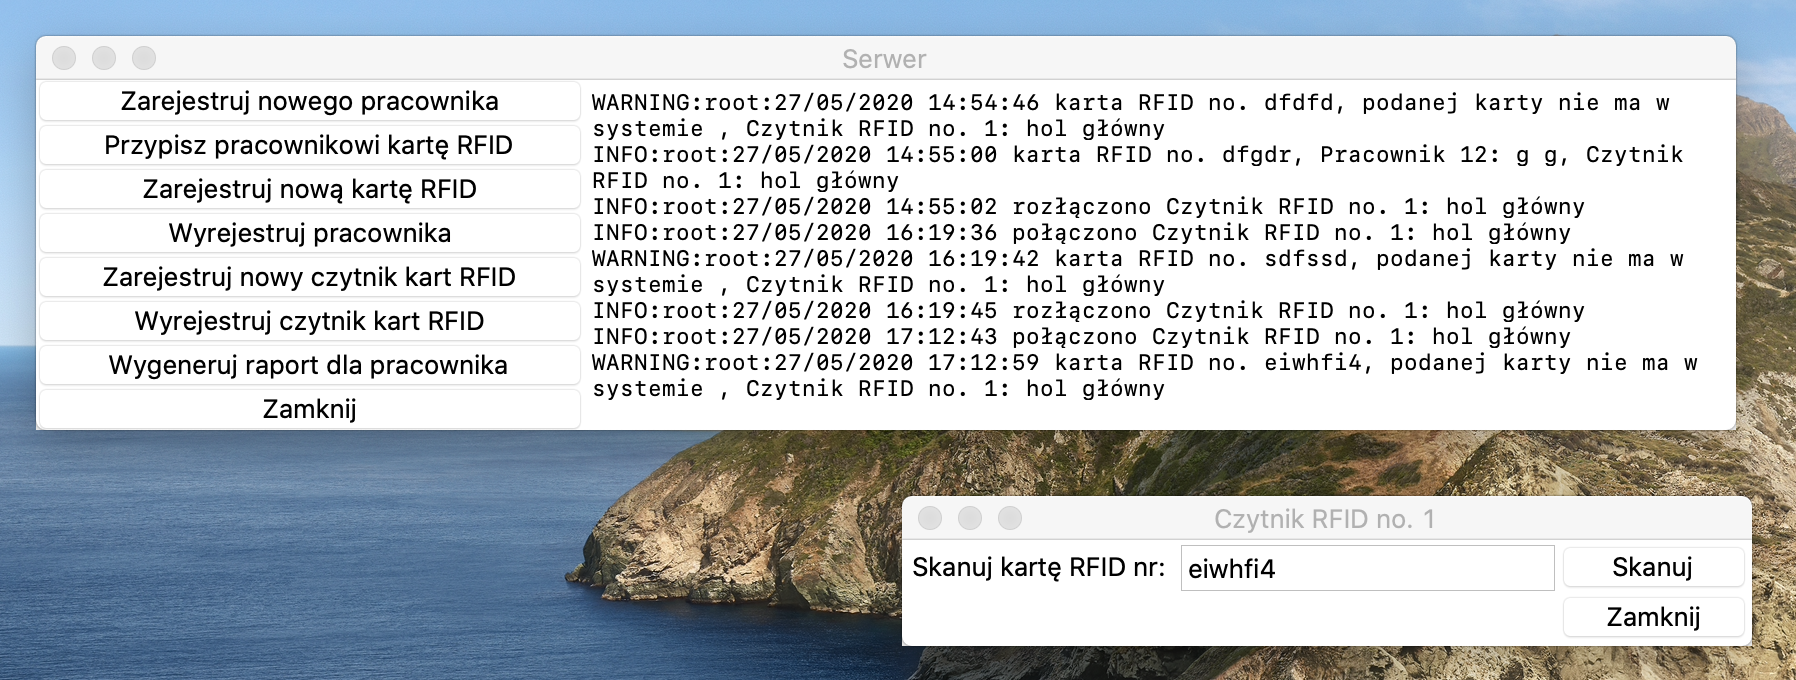 Serwer
Zarejestruj nowego pracownika
Przypisz pracownikowi kartę RFID
Zarejestruj nową kartę RFID
Wyrejestruj pracownika
Zarejestruj nowy czytnik kart RFID
Wyrejestruj czytnik kart RFID
Wygeneruj raport dla pracownika
Zamknij
WARNING:root:27/05/2020 14:54:46 karta RFID no. dfdfd, podanej karty nie ma w
systemie , Czytnik RFID no. 1: hol główny
INFO:root:27/05/2020 14:55:00 karta RFID no. dfgdr, Pracownik 12: g g, Czytnik
RFID no. 1: hol główny
INFO:root:27/05/2020 14:55:02 rozłączono Czytnik RFID no. 1: hol główny
INFO:root:27/05/2020 16:19:36 połączono Czytnik RFID no. 1: hol główny
WARNING:root:27/05/2020 16:19:42 karta RFID no. sdfssd, podanej karty nie ma w
systemie , Czytnik RFID no. 1: hol główny
INFO:root:27/05/2020 16:19:45 rozłączono Czytnik RFID no. 1: hol główny
INFO:root:27/05/2020 17:12:43 połączono Czytnik RFID no. 1: hol główny
WARNING:root:27/05/2020 17:12:59 karta RFID no. eiwhfi4, podanej karty nie ma w
systemie , Czytnik RFID no. 1: hol główny
Czytnik RFID no. 1
Skanuj kartę RFID nr: eiwhfi4 Skanuj
Zamknij